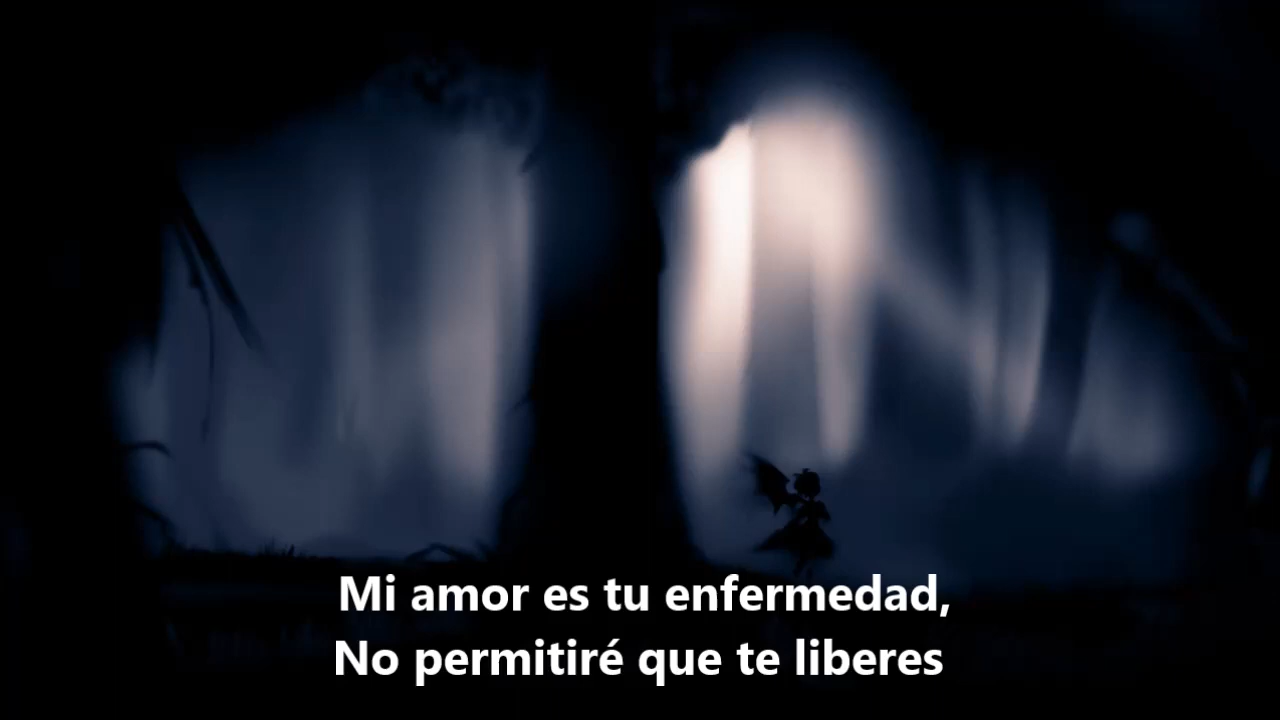 Mi amor es tu enfermedad,
No permitiré que te liberes